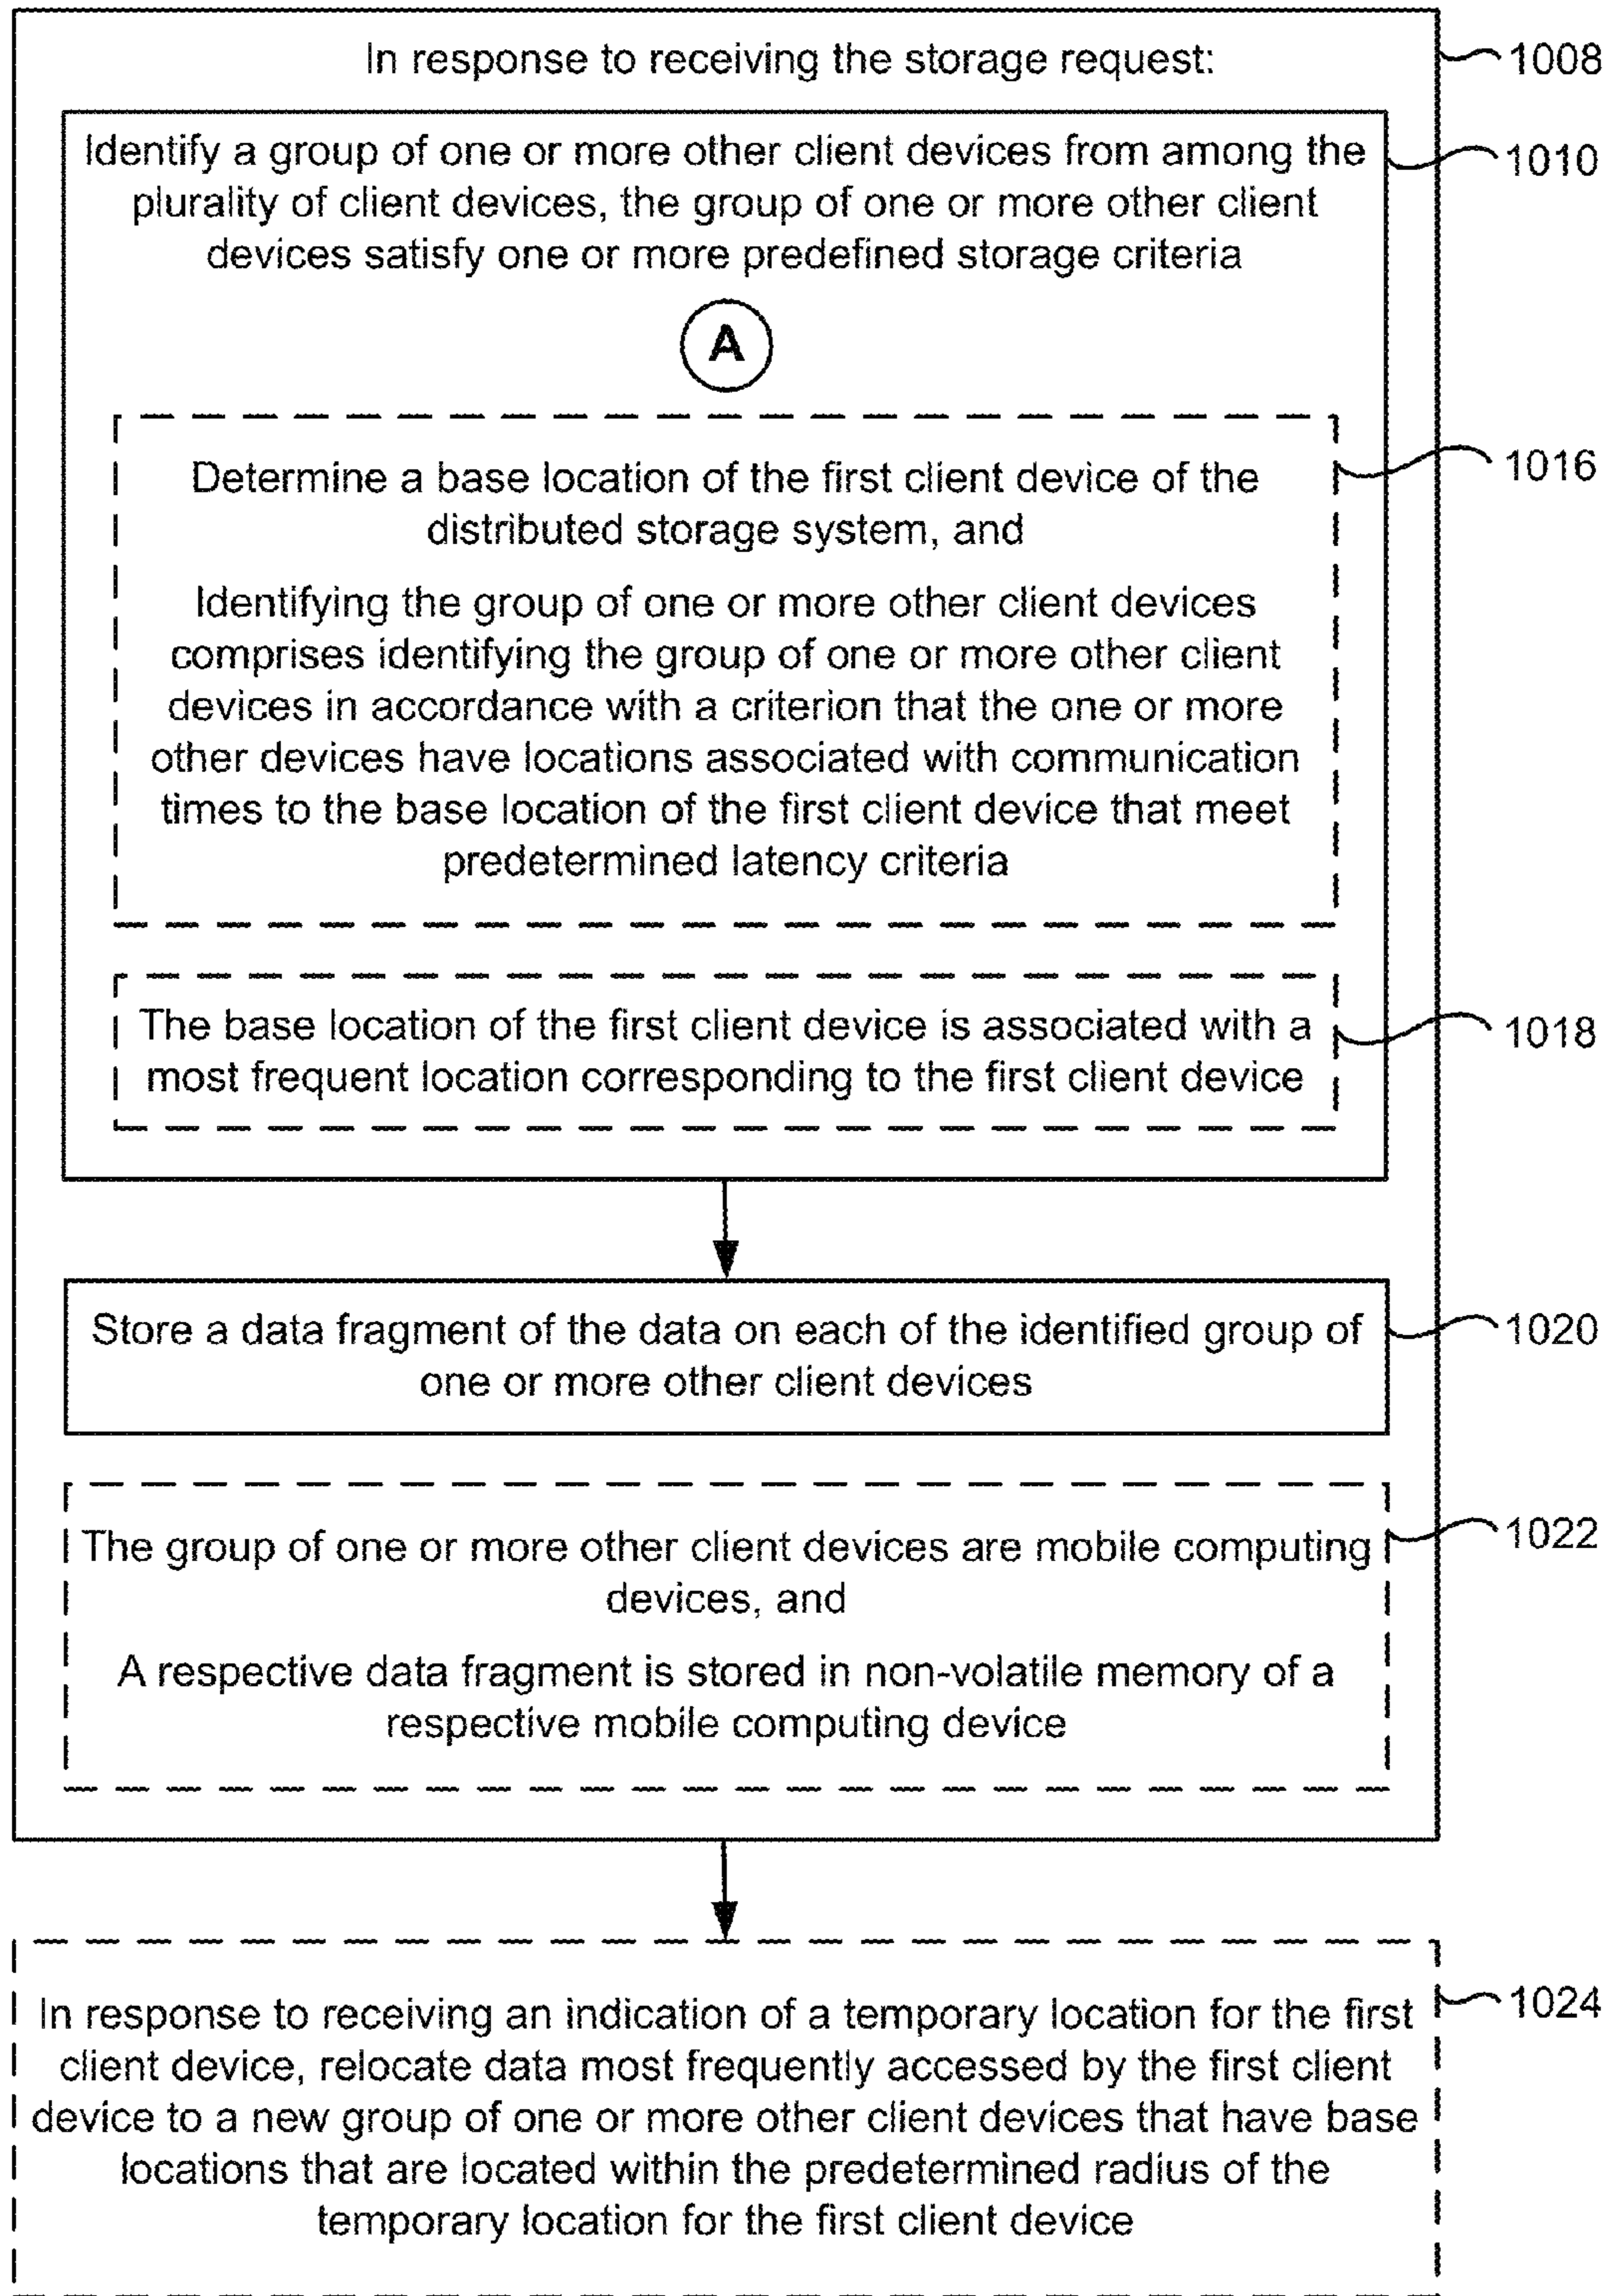 In response to receiving the storage request:
1008
Identify a group of one or more other client devices from among the
plurality of client devices, the group of one or more other client
devices satisfy one or more predefined storage criteria
1010
A
Determine a base location of the first client device of the
distributed storage system, and
1016
Identifying the group of one or more other client devices
comprises identifying the group of one or more other client
devices in accordance with a criterion that the one or more
other devices have locations associated with communication
times to the base location of the first client device that meet
predetermined latency criteria
The base location of the first client device is associated with a
most frequent location corresponding to the first client device
1018
Store a data fragment of the data on each of the identified group of
one or more other client devices
1020
The group of one or more other client devices are mobile computing
devices, and
1022
A respective data fragment is stored in non-volatile memory of a
respective mobile computing device
In response to receiving an indication of a temporary location for the first
client device, relocate data most frequently accessed by the first client
device to a new group of one or more other client devices that have base
locations that are located within the predetermined radius of the
temporary location for the first client device
1024